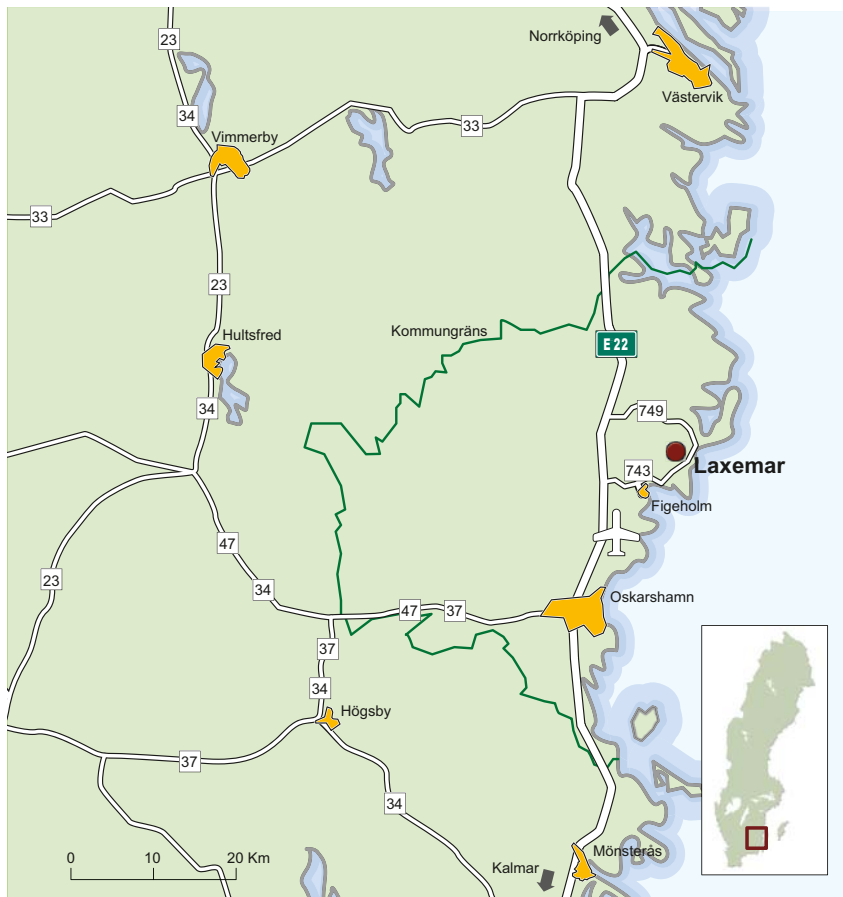 23
Norrköping
Västervik
34
33
Vimmerby
33
23
Kommungräns
E 22
Hultsfred
34
749
743
Laxemar
Figeholm
47
23
34
47
37
Oskarshamn
37
34
Högsby
37
34
0 10 20 Km
Kalmar
Mönsterås